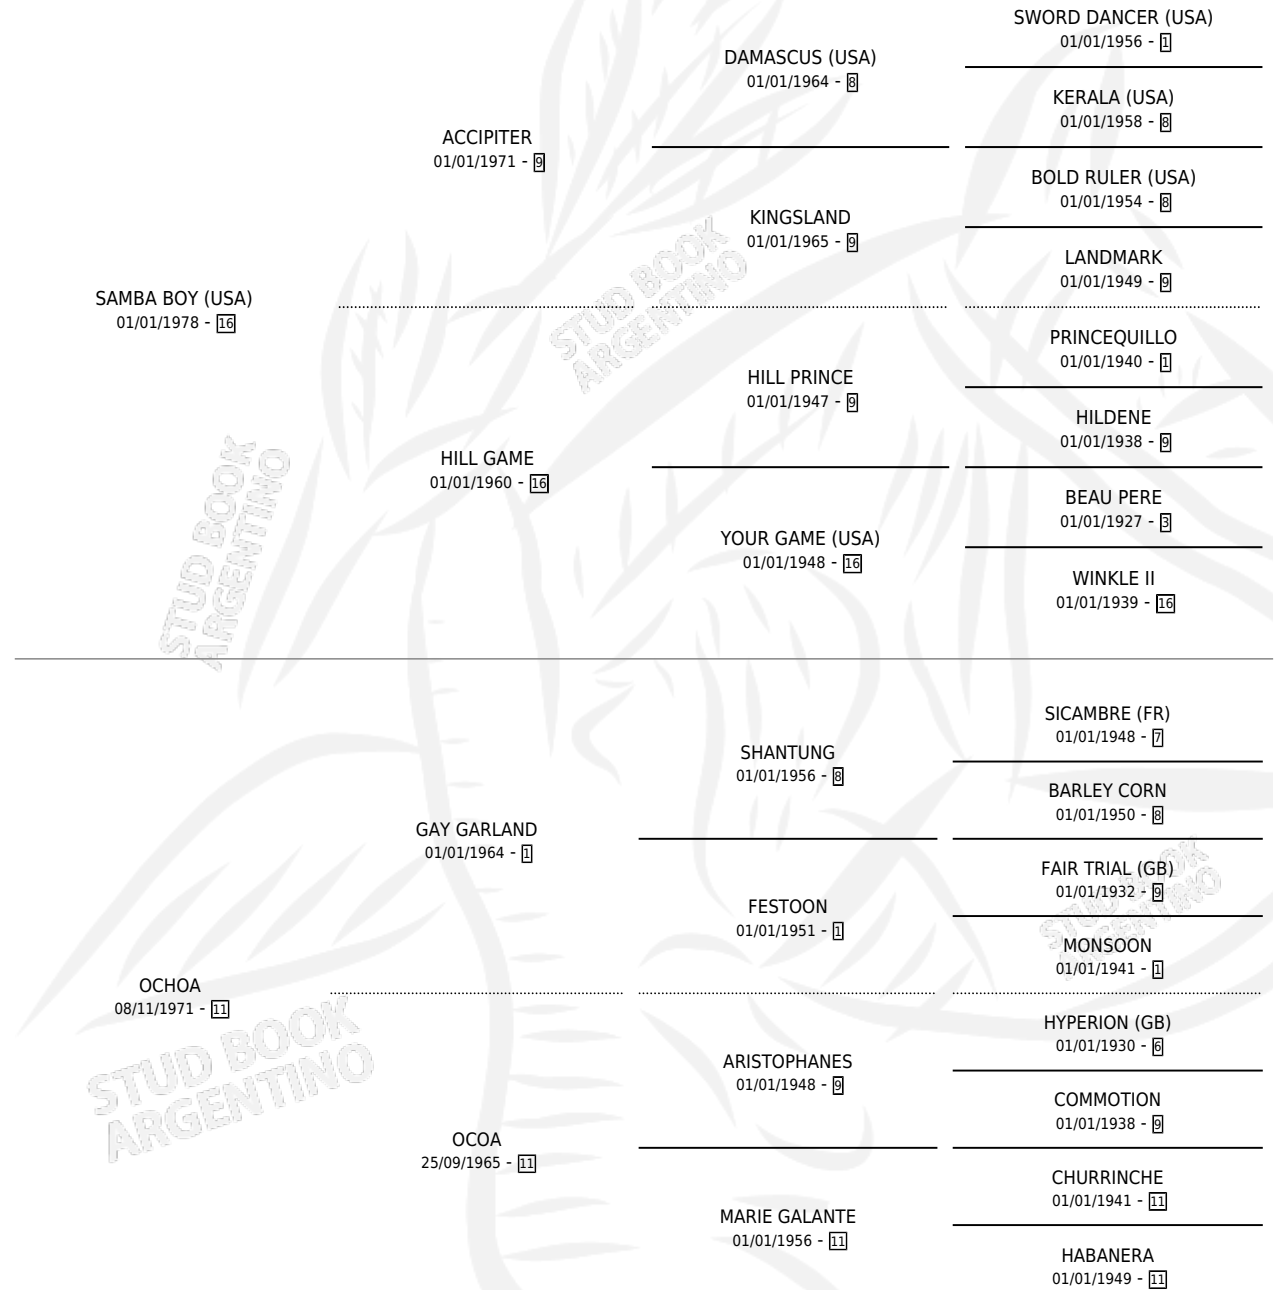 SWORD DANCER (USA)
01/01/1956 - 1
DAMASCUS (USA)
01/01/1964 - 8
KERALA (USA)
01/01/1958 - 8
ACCIPITER
01/01/1971 - 9
BOLD RULER (USA)
01/01/1954 - 8
KINGSLAND
01/01/1965 - 9
LANDMARK
01/01/1949 - 9
SAMBA BOY (USA)
01/01/1978 - 16
PRINCEQUILLO
01/01/1940 - 1
HILL PRINCE
01/01/1947 - 9
HILDENE
01/01/1938 - 9
HILL GAME
01/01/1960 - 16
BEAU PERE
01/01/1927 - 3
YOUR GAME (USA)
01/01/1948 - 16
WINKLE II
01/01/1939 - 16
SICAMBRE (FR)
01/01/1948 - 7
SHANTUNG
01/01/1956 - 8
BARLEY CORN
01/01/1950 - 8
GAY GARLAND
01/01/1964 - 1
FAIR TRIAL (GB)
01/01/1932 - 9
FESTOON
01/01/1951 - 1
MONSOON
01/01/1941 - 1
OCHOA
08/11/1971 - 11
HYPERION (GB)
01/01/1930 - 6
ARISTOPHANES
01/01/1948 - 9
COMMOTION
01/01/1938 - 9
OCOA
25/09/1965 - 11
CHURRINCHE
01/01/1941 - 11
MARIE GALANTE
01/01/1956 - 11
HABANERA
01/01/1949 - 11
STUD BOOK
ARGENTINO
STUD BOOK
ARGENTINO
STUD BOOK
ARGENTINO
STUD BOOK
ARGENTINO